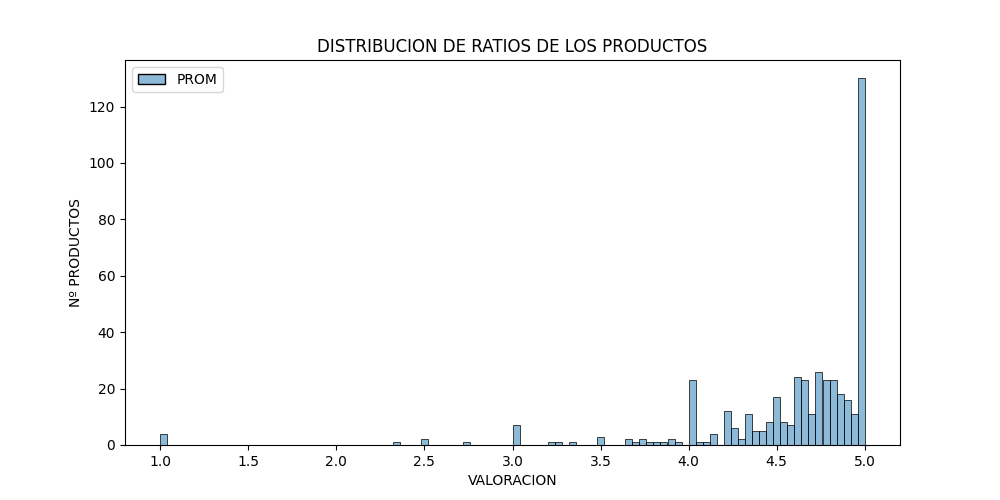 DISTRIBUCION DE RATIOS DE LOS PRODUCTOS
PROM
120
100
80
60
40
20
0
Nº PRODUCTOS
1.0 1.5 2.0 2.5 3.0 3.5 4.0 4.5 5.0
VALORACION